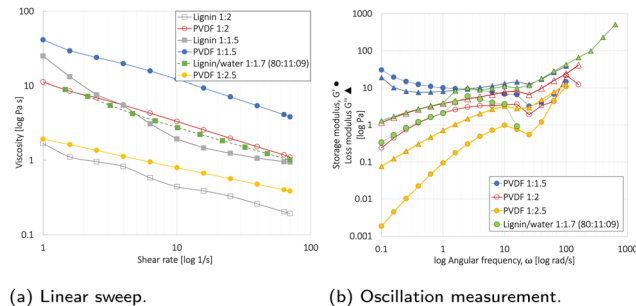 Lignin 1:2
PVDF 1:2
Lignin 1:1.5
PVDF 1:1.5
Lignin/water 1:1.7 (80:11:09)
PVDF 1:2.5
Viscosity [log Pa s]
100
10
1
0.1
1
10
100
Shear rate [log 1/s]
(a) Linear sweep.
Storage modulus, G' ●
Loss modulus G'' ▲
[log Pa]
1000
100
10
1
0.1
0.01
0.001
0.1
1
10
100
1000
log Angular frequency, ω [log rad/s]
PVDF 1:1.5
PVDF 1:2
PVDF 1:2.5
Lignin/water 1:1.7 (80:11:09)
(b) Oscillation measurement.